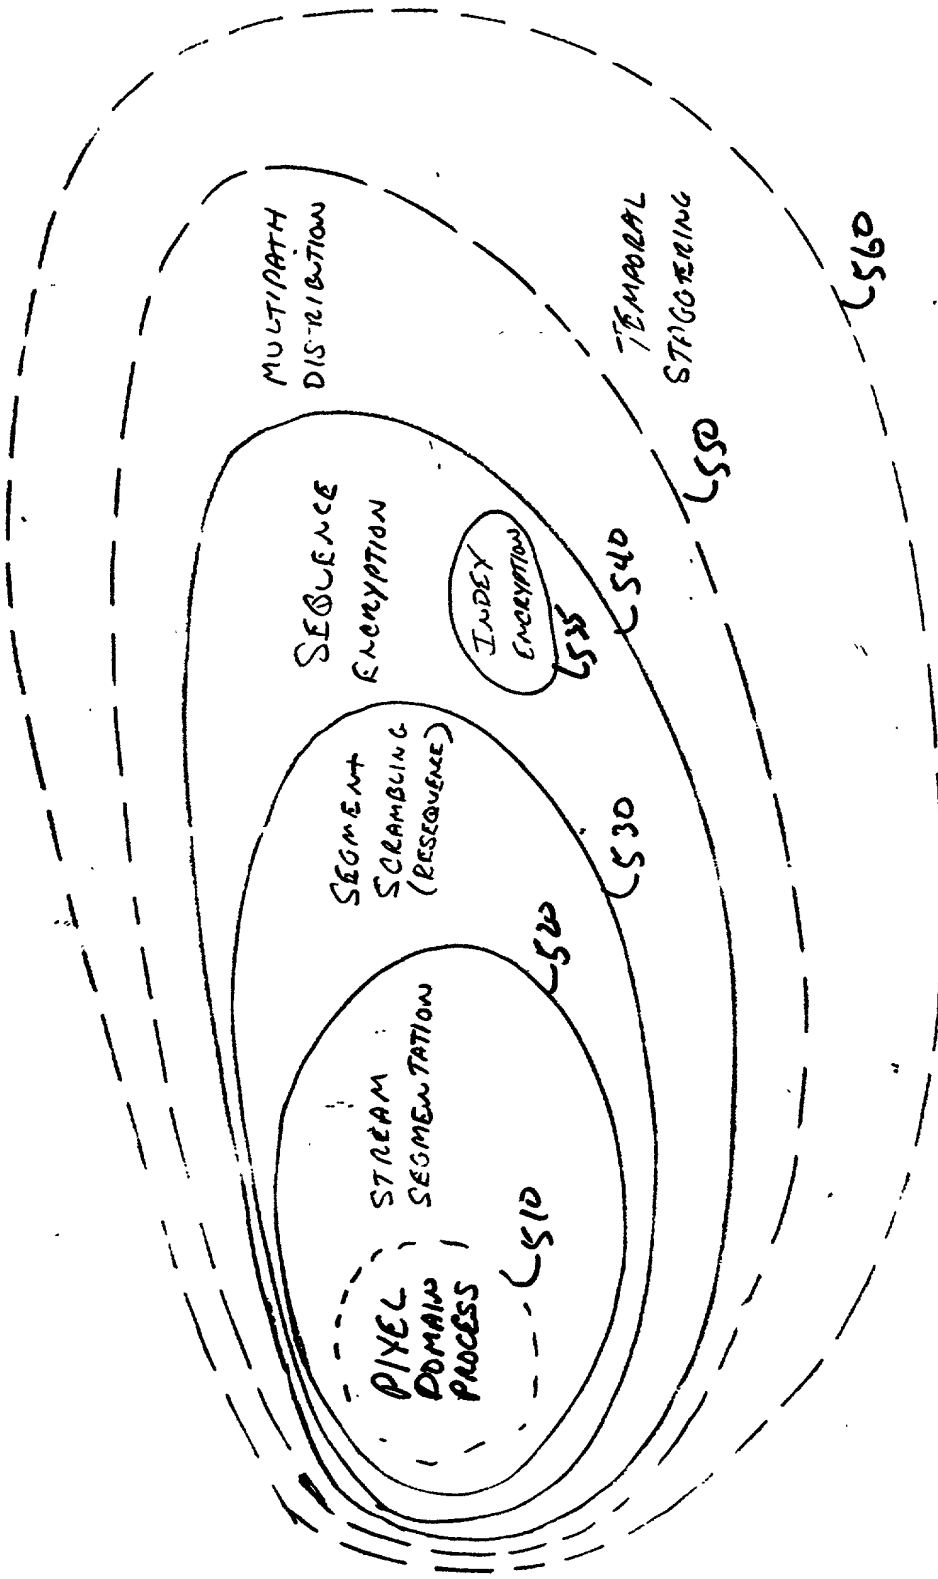 PIXEL
DOMAIN
PROCESS
510
STREAM
SEGMENTATION
520
SEGMENT
SCRAMBLING
(RESEQUENCE)
530
SEQUENCE
ENCRYPTION
INDEX
ENCRYPTION
535
540
MULTIPATH
DISTRIBUTION
550
TEMPORAL
STAGGERING
560